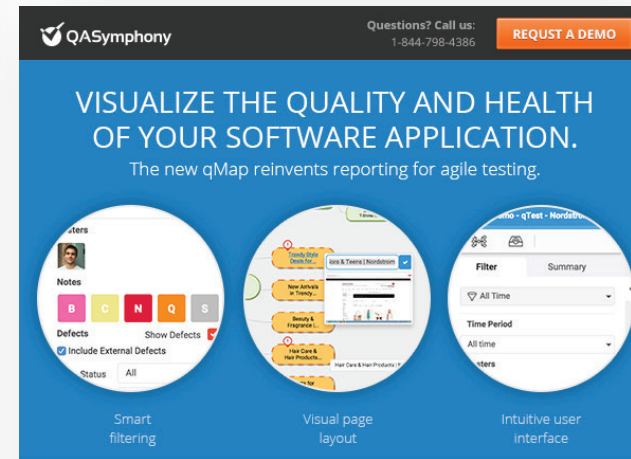 QASymphony
Questions? Call us:
1-844-798-4386
REQUST A DEMO
VISUALIZE THE QUALITY AND HEALTH
OF YOUR SOFTWARE APPLICATION.
The new qMap reinvents reporting for agile testing.
Notes
B C N Q S
Defects
Show Defects
Include External Defects
Status
All
Trendy Style
Deals for...
New Arrivals
in Trendy...
Beauty &
Fragrance |...
Hair Care &
Hair Products...
& Teens | Nordstrom
Hair Care & Hair Products |
- qTest -
Filter
Summary
All Time
Time Period
All time
Smart
filtering
Visual page
layout
Intuitive user
interface